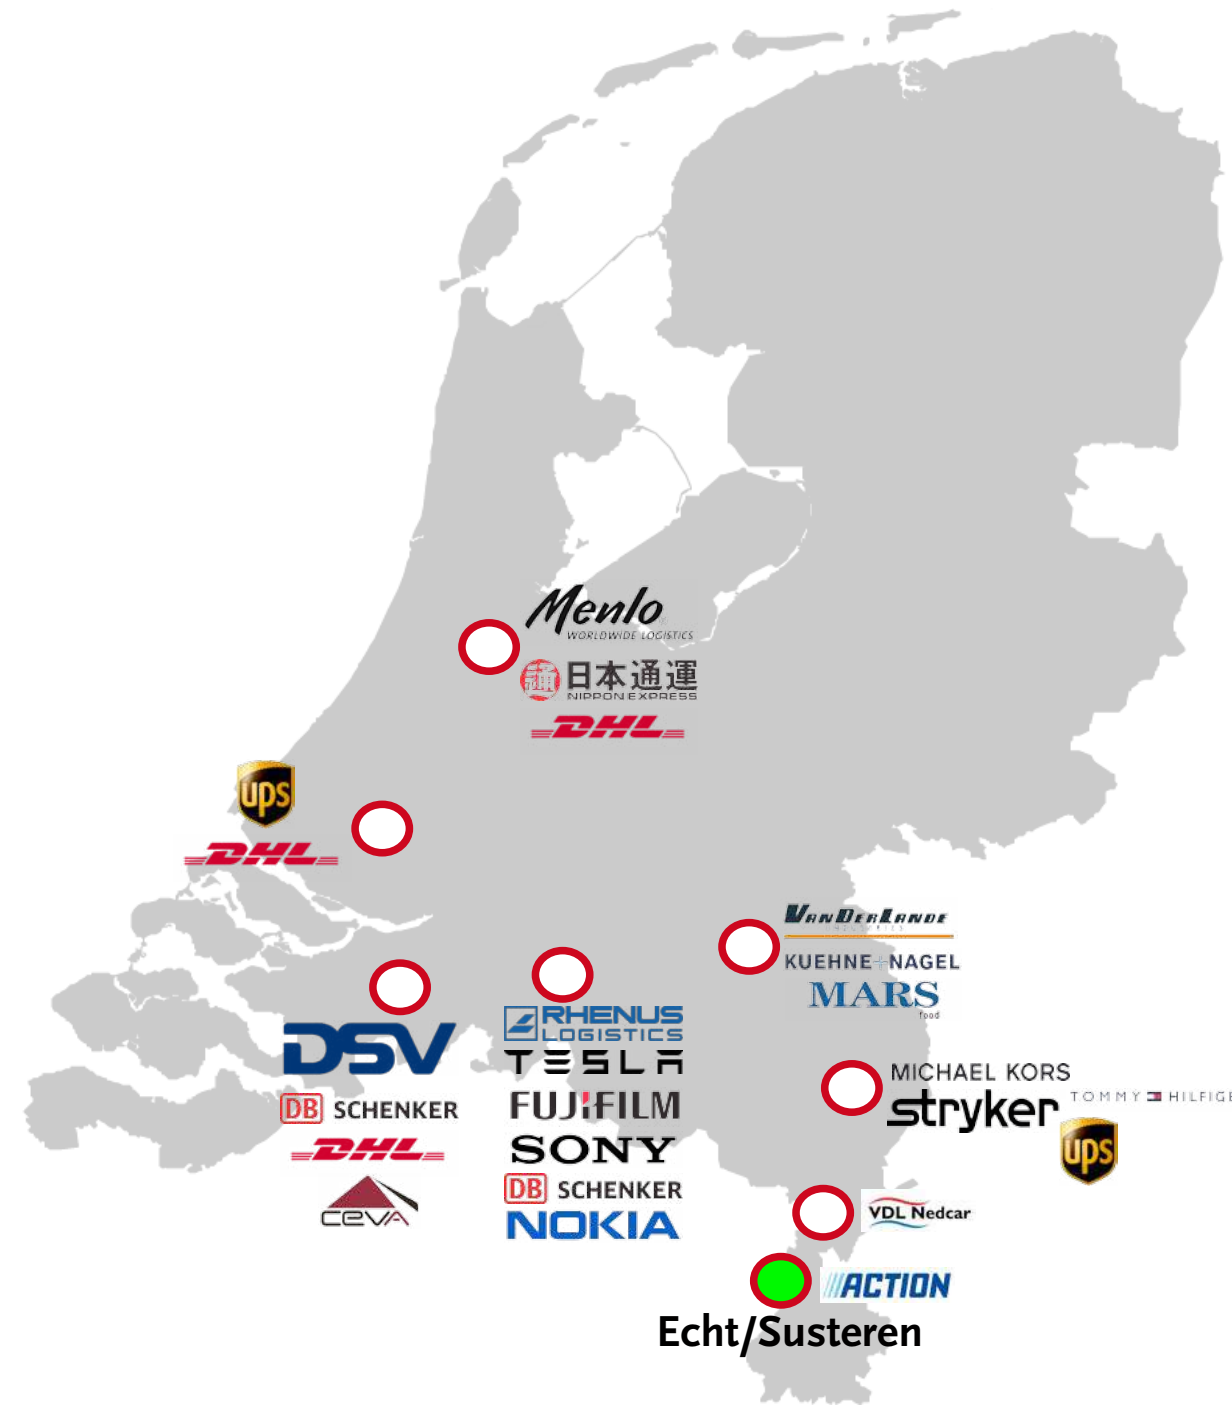 Menlo
WORLDWIDE LOGISTICS
日本通運
NIPPON EXPRESS
DHL
ups
DHL
VANDERLANDE
INDUSTRIES
KUEHNE+NAGEL
MARS
food
DSV
DB SCHENKER
DHL
CEVA
RHENUS
LOGISTICS
TESLA
FUJIFILM
SONY
DB SCHENKER
NOKIA
MICHAEL KORS
stryker
TOMMY HILFIGE
ups
VDL Nedcar
ACTION
Echt/Susteren